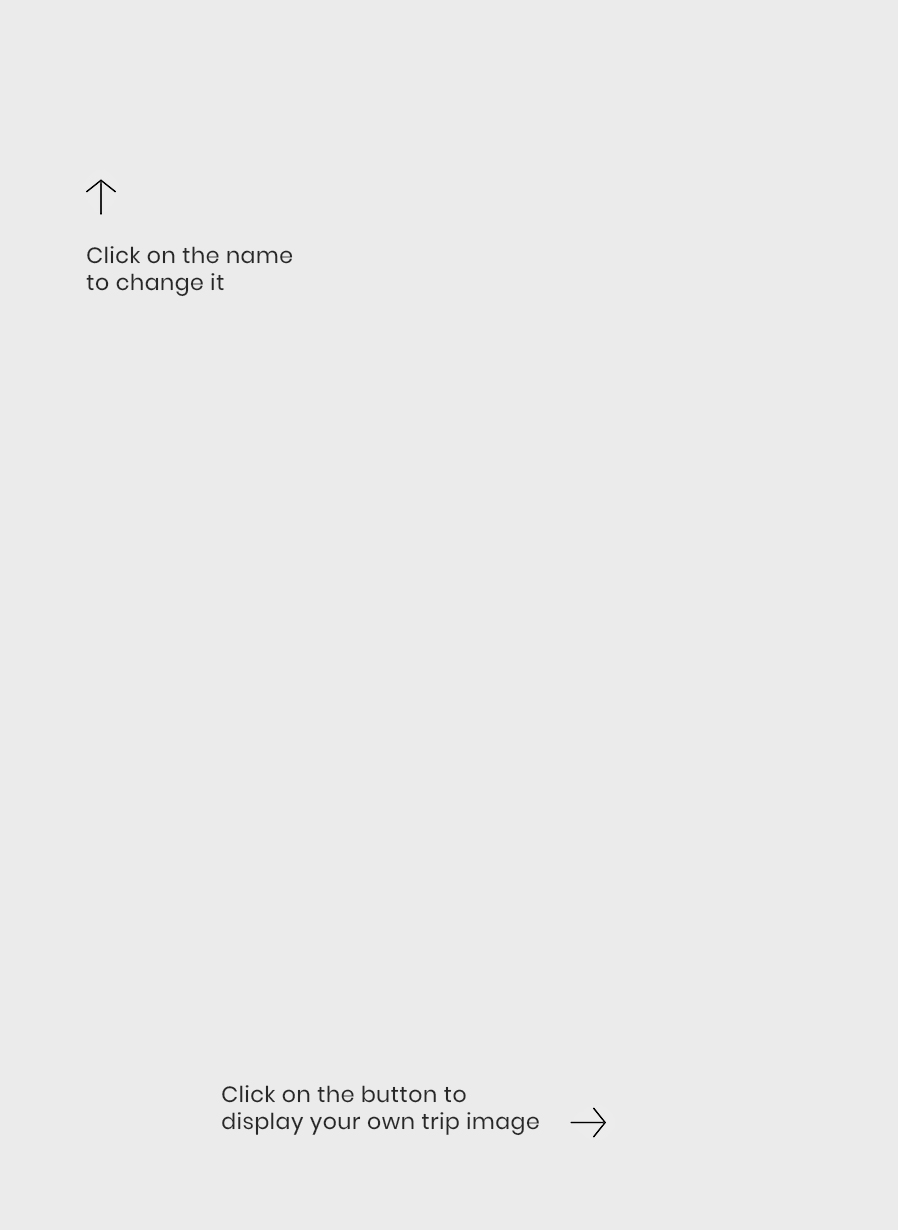 Click on the name
to change it
Click on the button to
display your own trip image